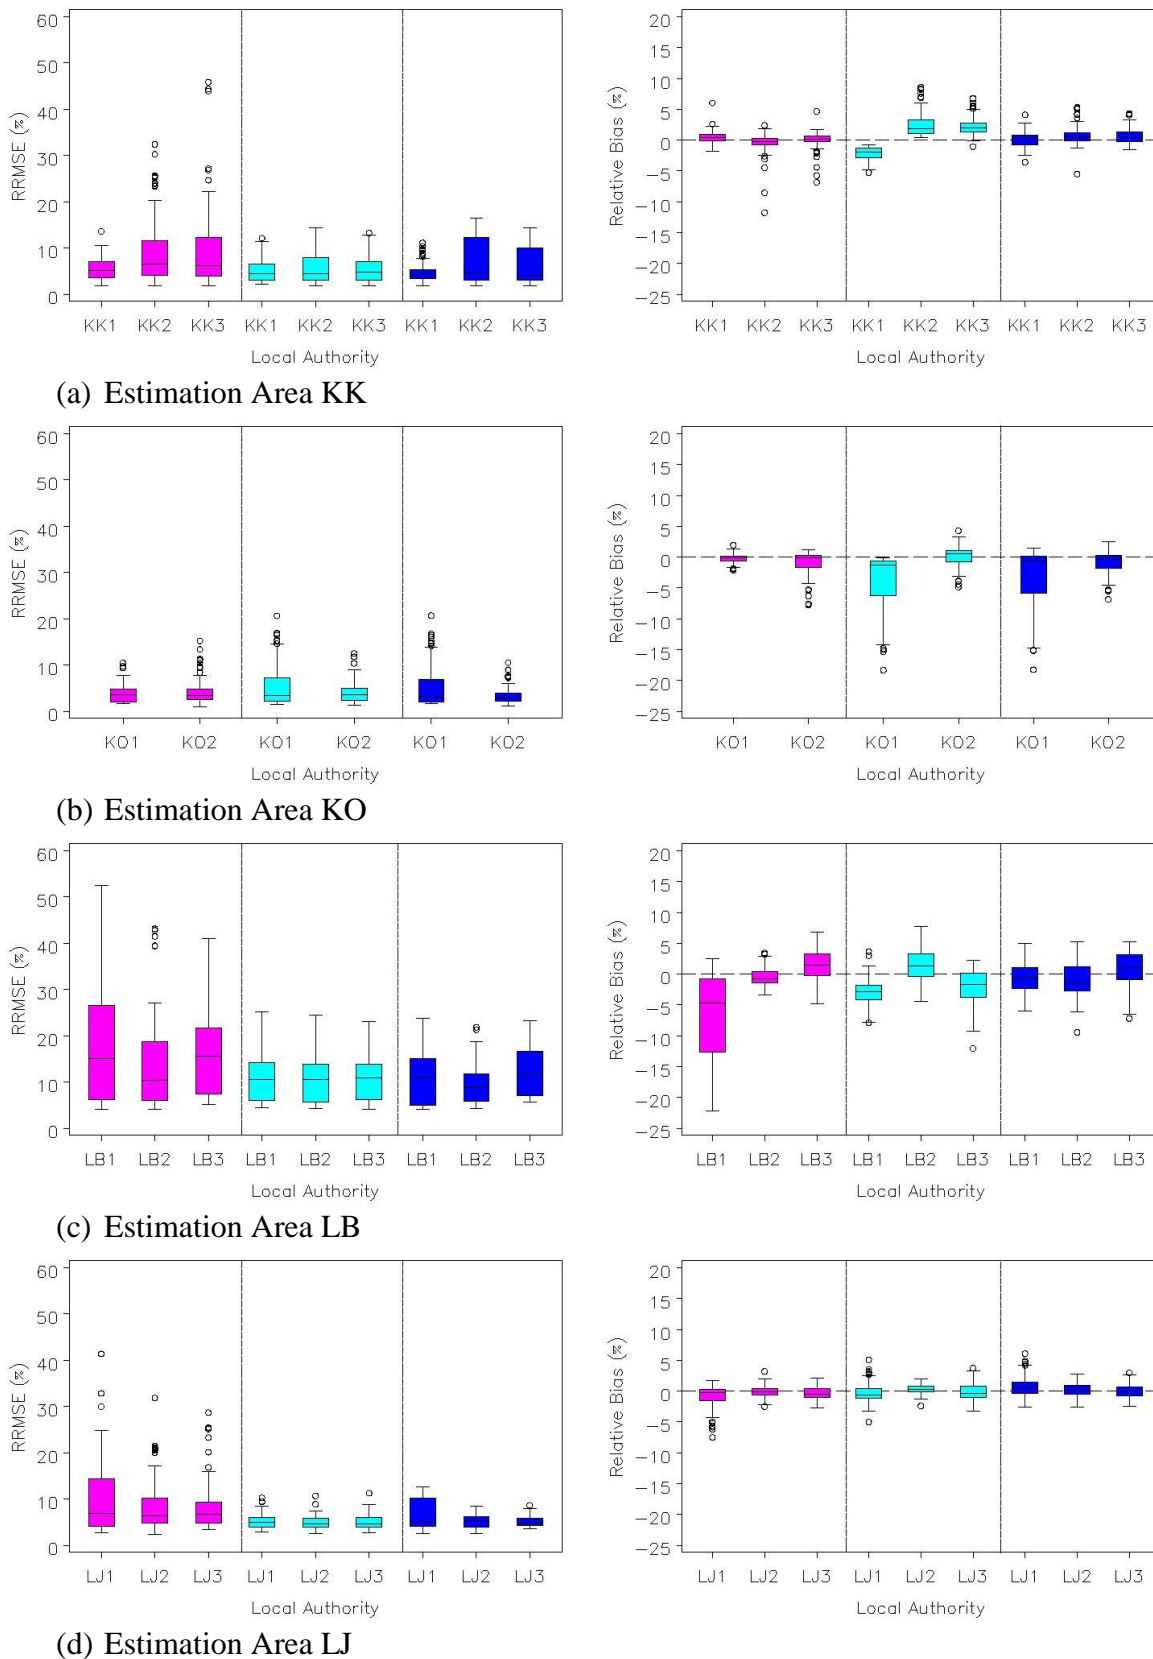 60
50
40
30
20
10
0
RRMSE (%)
KK1 KK2 KK3 KK1 KK2 KK3 KK1 KK2 KK3
Local Authority
20
15
10
5
0
−5
−10
−15
−20
−25
Relative Bias (%)
KK1 KK2 KK3 KK1 KK2 KK3 KK1 KK2 KK3
Local Authority
(a) Estimation Area KK
60
50
40
30
20
10
0
RRMSE (%)
KO1 KO2 KO1 KO2 KO1 KO2
Local Authority
20
15
10
5
0
−5
−10
−15
−20
−25
Relative Bias (%)
KO1 KO2 KO1 KO2 KO1 KO2
Local Authority
(b) Estimation Area KO
60
50
40
30
20
10
0
RRMSE (%)
LB1 LB2 LB3 LB1 LB2 LB3 LB1 LB2 LB3
Local Authority
20
15
10
5
0
−5
−10
−15
−20
−25
Relative Bias (%)
LB1 LB2 LB3 LB1 LB2 LB3 LB1 LB2 LB3
Local Authority
(c) Estimation Area LB
60
50
40
30
20
10
0
RRMSE (%)
LJ1 LJ2 LJ3 LJ1 LJ2 LJ3 LJ1 LJ2 LJ3
Local Authority
20
15
10
5
0
−5
−10
−15
−20
−25
Relative Bias (%)
LJ1 LJ2 LJ3 LJ1 LJ2 LJ3 LJ1 LJ2 LJ3
Local Authority
(d) Estimation Area LJ